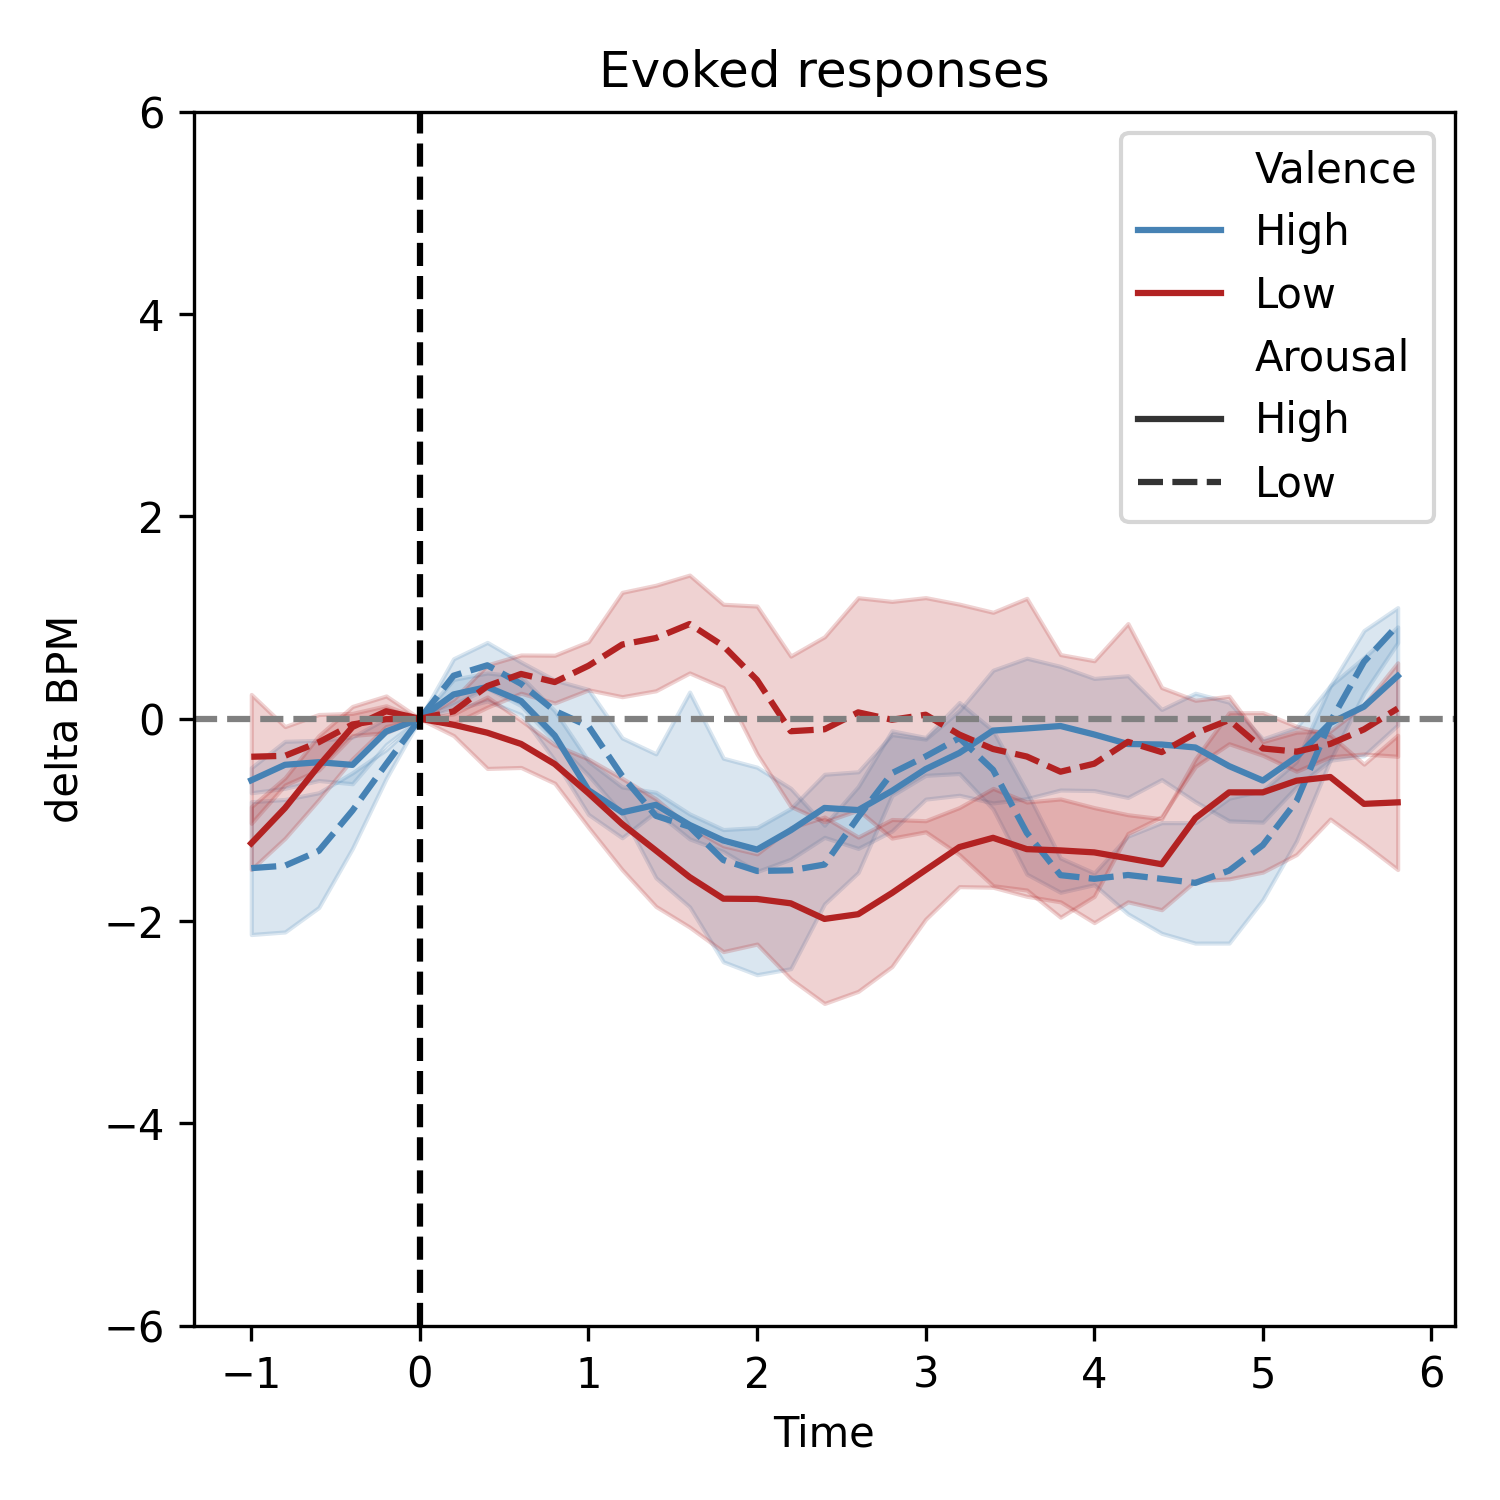 Evoked responses
6
4
2
0
−2
−4
−6
delta BPM
Valence
High
Low
Arousal
High
Low
−1 0 1 2 3 4 5 6
Time